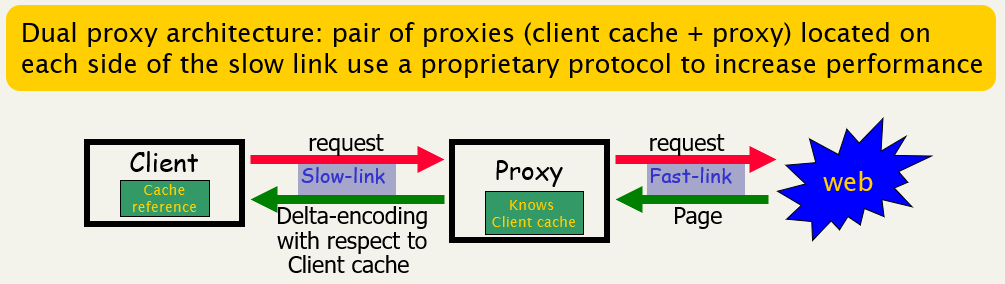 Dual proxy architecture: pair of proxies (client cache + proxy) located on
each side of the slow link use a proprietary protocol to increase performance
request
request
Client
Proxy
Slow-link
Fast-link
web
Cache
reference
Knows
Client cache
Delta-encoding
with respect to
Client cache
Page